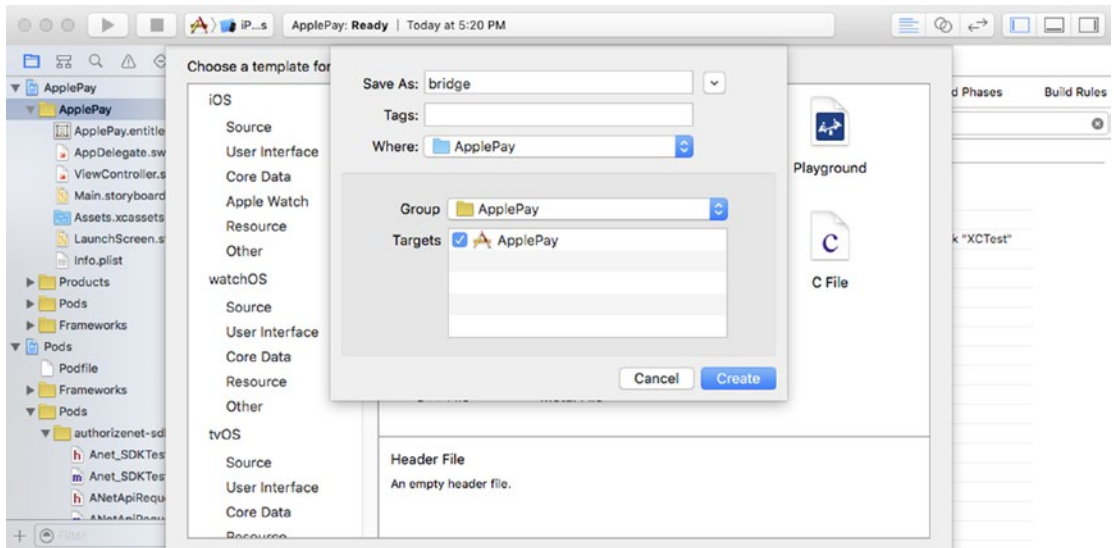 iP...s
ApplePay: Ready | Today at 5:20 PM
ApplePay
ApplePay
ApplePay.entitle
AppDelegate.sw
ViewController.s
Main.storyboard
Assets.xcassets
LaunchScreen.s
Info.plist
Products
Pods
Frameworks
Pods
Podfile
Frameworks
Pods
authorizenet-sd
h Anet_SDKTes
m Anet_SDKTes
h ANetApiRequ
Filter
Choose a template for
iOS
Source
User Interface
Core Data
Apple Watch
Resource
Other
watchOS
Source
User Interface
Core Data
Resource
Other
tvOS
Source
User Interface
Core Data
Resource
Save As: bridge
Tags:
Where: ApplePay
Group ApplePay
Targets ApplePay
Cancel Create
Playground
C
C File
Header File
An empty header file.
d Phases Build Rules
k "XCTest"